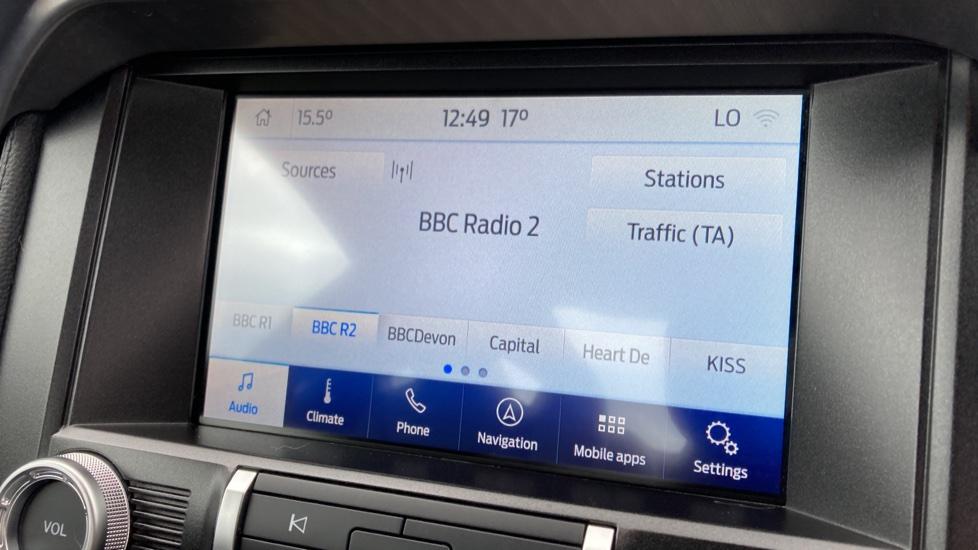 15.5° 12:49 17° LO
Sources
Stations
BBC Radio 2
Traffic (TA)
BBC R1 BBC R2 BBCDevon Capital Heart De KISS
Audio Climate Phone Navigation Mobile apps Settings
VOL